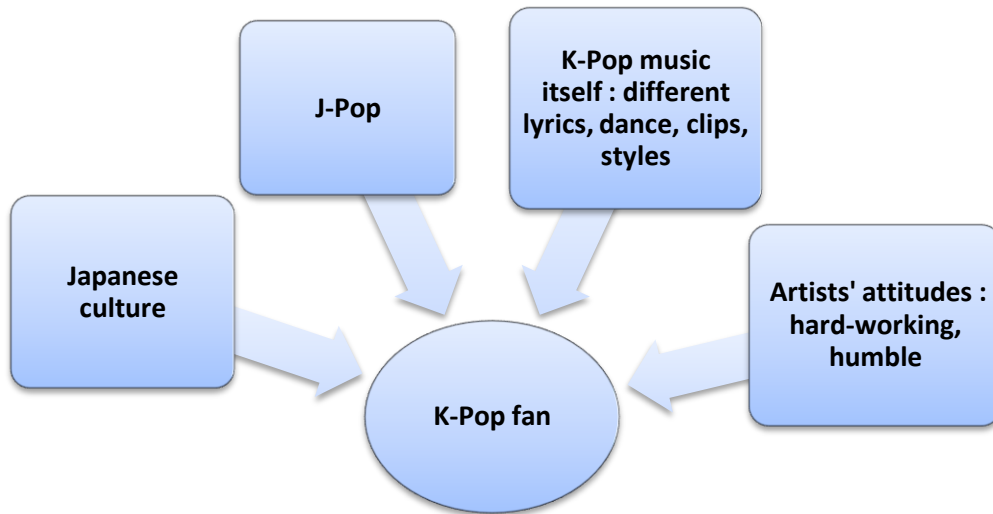 Japanese
culture
J-Pop
K-Pop music
itself : different
lyrics, dance, clips,
styles
Artists' attitudes :
hard-working,
humble
K-Pop fan